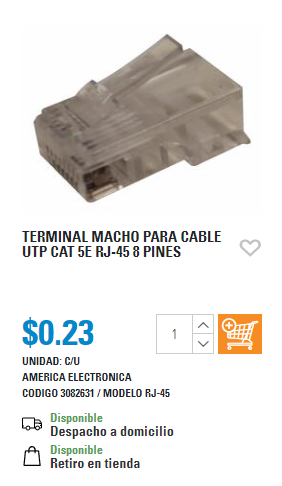 TERMINAL MACHO PARA CABLE
UTP CAT 5E RJ-45 8 PINES
$0.23
1
UNIDAD: C/U
AMERICA ELECTRONICA
CODIGO 3082631 / MODELO RJ-45
Disponible
Despacho a domicilio
Disponible
Retiro en tienda